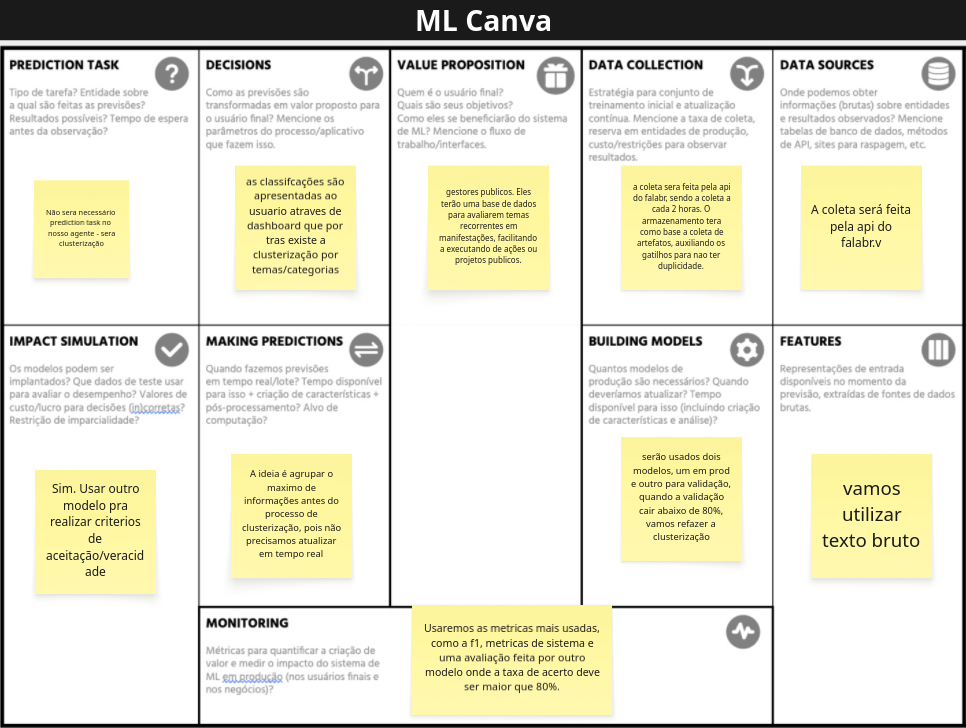 ML Canva
PREDICTION TASK
Tipo de tarefa? Entidade sobre
a qual são feitas as previsões?
Resultados possíveis? Tempo de espera
antes da observação?
Não sera necessário
prediction task no
nosso agente - sera
clusterização
DECISIONS
Como as previsões são
transformadas em valor proposto para
o usuário final? Mencione os
parâmetros do processo/aplicativo
que fazem isso.
as classifcações são
apresentadas ao
usuario atraves de
dashboard que por
tras existe a
clusterização por
temas/categorias
VALUE PROPOSITION
Quem é o usuário final?
Quais são seus objetivos?
Como eles se beneficiarão do sistema
de ML? Mencione o fluxo de
trabalho/interfaces.
gestores publicos. Eles
terão uma base de dados
para avaliarem temas
recorrentes em
manifestações, facilitando
a executando de ações ou
projetos publicos.
DATA COLLECTION
Estratégia para conjunto de
treinamento inicial e atualização
contínua. Mencione a taxa de coleta,
reserva em entidades de produção,
custo/restrições para observar
resultados.
a coleta sera feita pela api
do falabr, sendo a coleta a
cada 2 horas. O
armazenamento tera
como base a coleta de
artefatos, auxiliando os
gatilhos para nao ter
duplicidade.
DATA SOURCES
Onde podemos obter
informações (brutas) sobre entidades
e resultados observados? Mencione
tabelas de banco de dados, métodos
de API, sites para raspagem, etc.
A coleta será feita
pela api do
falabr.v
IMPACT SIMULATION
Os modelos podem ser
implantados? Que dados de teste usar
para avaliar o desempenho? Valores de
custo/lucro para decisões (in)corretas?
Restrição de imparcialidade?
Sim. Usar outro
modelo pra
realizar criterios
de
aceitação/veracid
ade
MAKING PREDICTIONS
Quando fazemos previsões
em tempo real/lote? Tempo disponível
para isso + criação de características +
pós-processamento? Alvo de
computação?
A ideia é agrupar o
maximo de
informações antes do
processo de
clusterização, pois não
precisamos atualizar
em tempo real
BUILDING MODELS
Quantos modelos de
produção são necessários? Quando
deveríamos atualizar? Tempo
disponível para isso (incluindo criação
de características e análise)?
serão usados dois
modelos, um em prod
e outro para validação,
quando a validação
cair abaixo de 80%,
vamos refazer a
clusterização
FEATURES
Representações de entrada
disponíveis no momento da
previsão, extraídas de fontes de dados
brutas.
vamos
utilizar
texto bruto
MONITORING
Métricas para quantificar a criação de
valor e medir o impacto do sistema de
ML em produção (nos usuários finais e
nos negócios)?
Usaremos as metricas mais usadas,
como a f1, metricas de sistema e
uma avaliação feita por outro
modelo onde a taxa de acerto deve
ser maior que 80%.